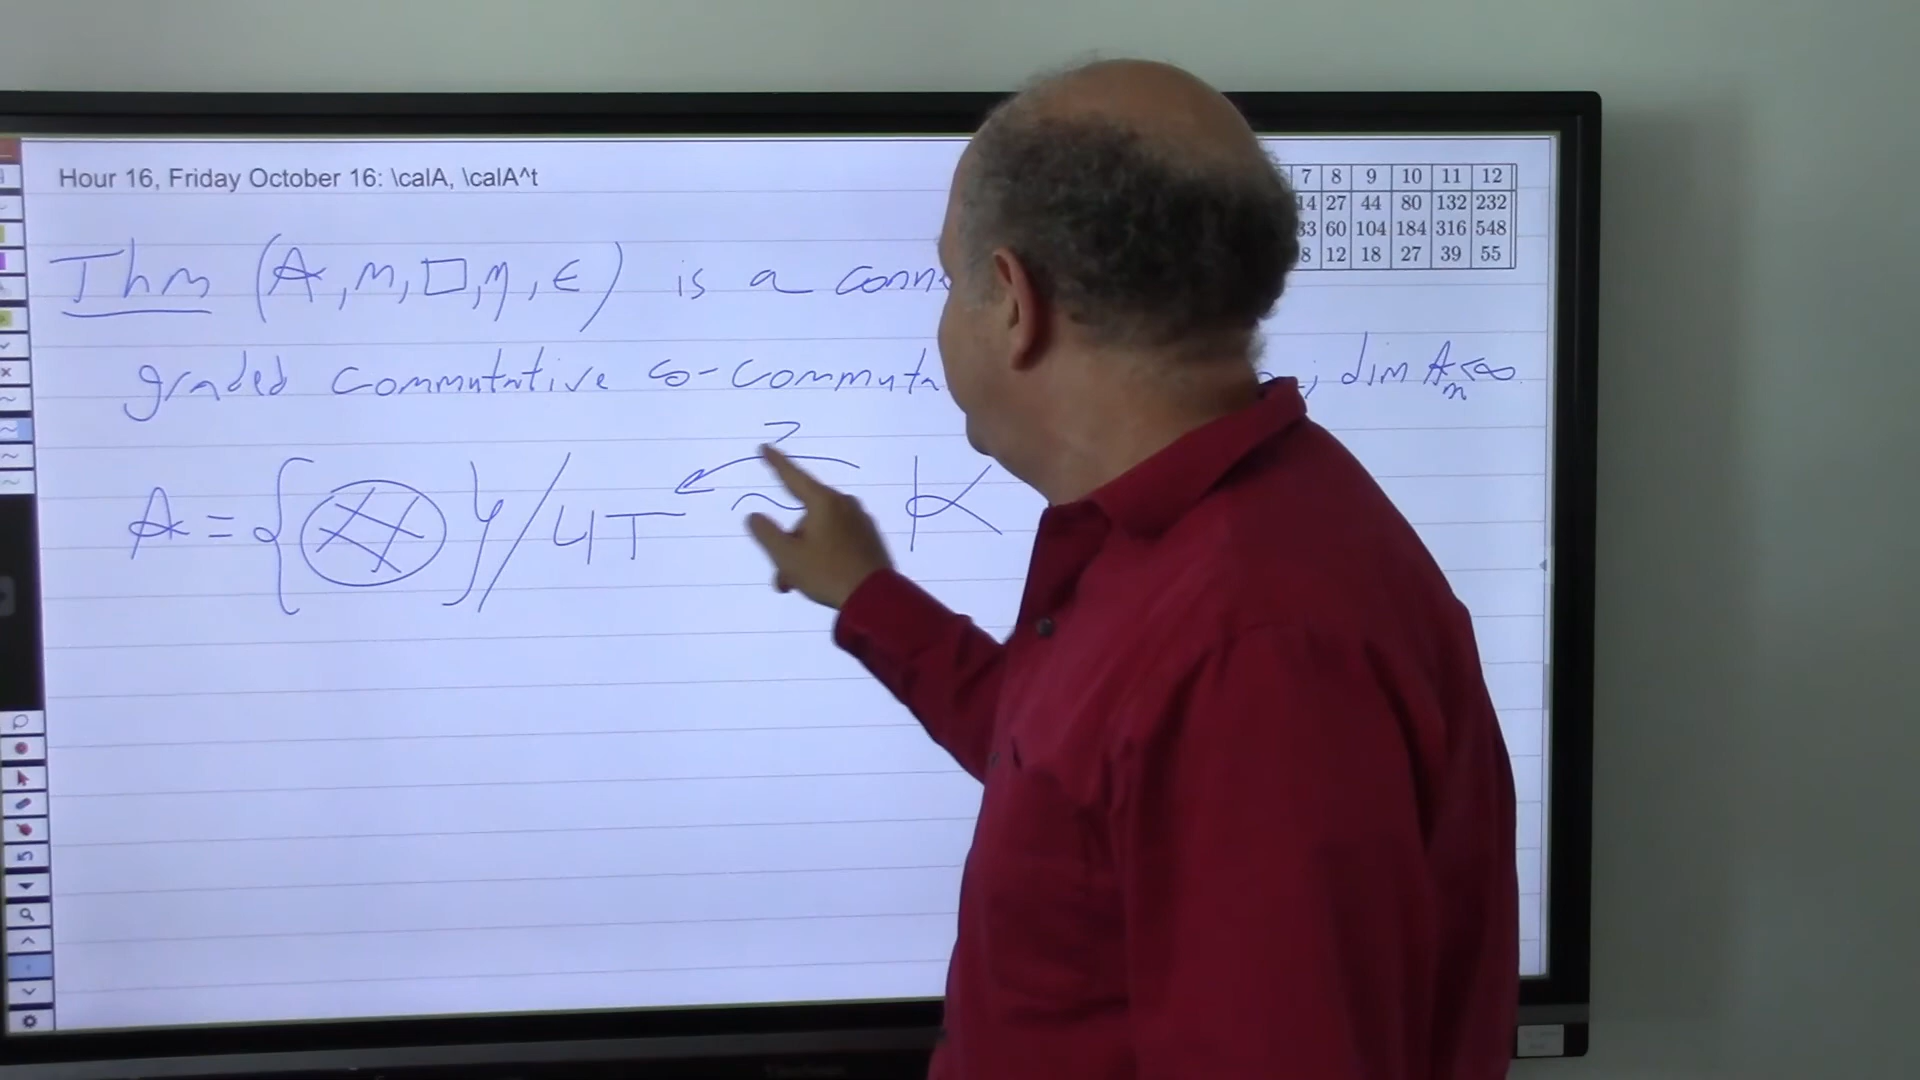 Hour 16, Friday October 16: \calA, \calA^t
7 8 9 10 11 12
14 27 44 80 132 232
33 60 104 184 316 548
8 12 18 27 39 55
Thm (A, m, □, η, ε) is a conn
graded commutative co-commuta ; dim Aₘ<∞
A = { } / 4T ~ K
?